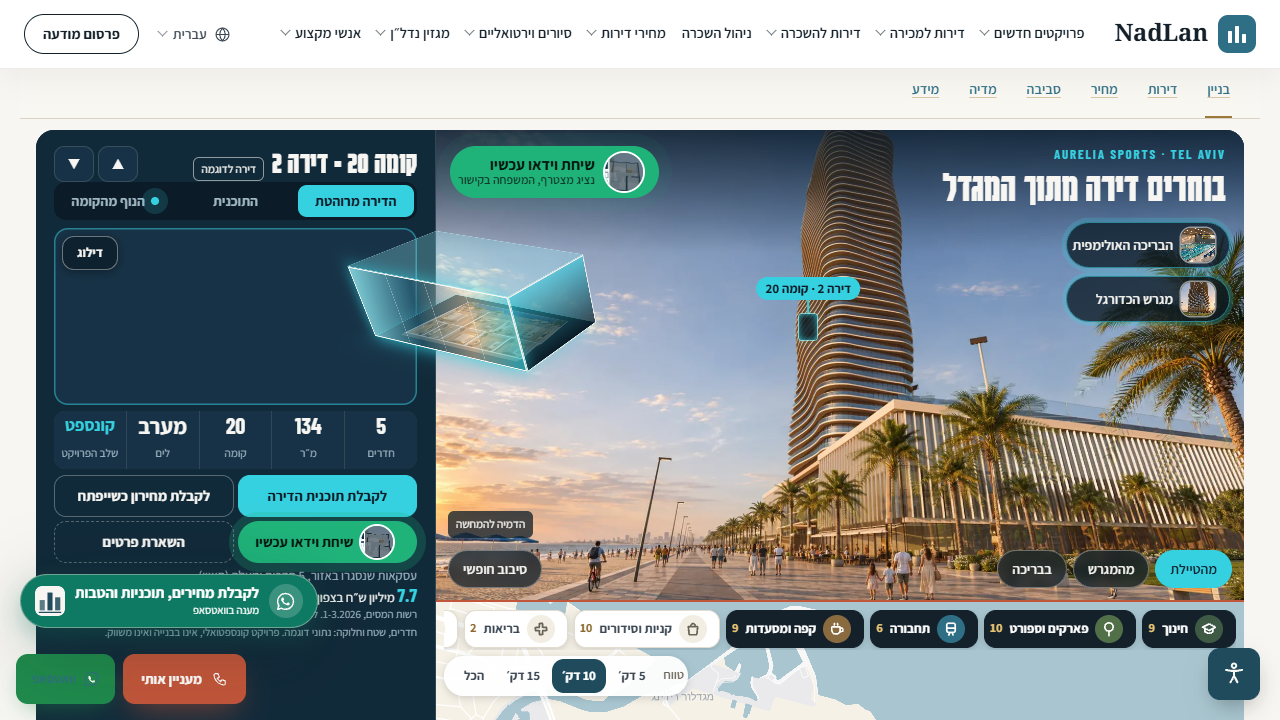 NadLan
פרויקטים חדשים
דירות למכירה
דירות להשכרה
ניהול השכרה
מחירי דירות
סיורים וירטואליים
מגזין נדל״ן
אנשי מקצוע
עברית
פרסום מודעה
בניין
דירות
מחיר
סביבה
מדיה
מידע
AURELIA SPORTS · TEL AVIV
בוחרים דירה מתוך המגדל
הבריכה האולימפית
מגרש הכדורגל
שיחת וידאו עכשיו
נציג מצטרף, המשפחה בקישור
דירה 2 · קומה 20
הדמיה להמחשה
מהטיילת
מהמגרש
בבריכה
סיבוב חופשי
קומה 20 - דירה 2
דירה לדוגמה
▲
▼
הדירה מרוהטת
התוכנית
הנוף מהקומה
דילוג
5
חדרים
134
מ״ר
20
קומה
מערב
לים
קונספט
שלב הפרויקט
לקבלת תוכנית הדירה
לקבלת מחירון כשייפתח
שיחת וידאו עכשיו
השארת פרטים
עסקאות שנסגרו באזור, 5
7.7 מיליון ש״ח בצפון
רשות המסים, 1-3.2026.
חדרים, שטח וחלוקה: נתוני דוגמה. פרויקט קונספטואלי, אינו בבנייה ואינו משווק.
לקבלת מחירים, תוכניות והטבות
מענה בוואטסאפ
מעניין אותי
חינוך 9
פארקים וספורט 10
תחבורה 6
קפה ומסעדות 9
קניות וסידורים 10
בריאות 2
טווח
5 דק׳
10 דק׳
15 דק׳
הכל